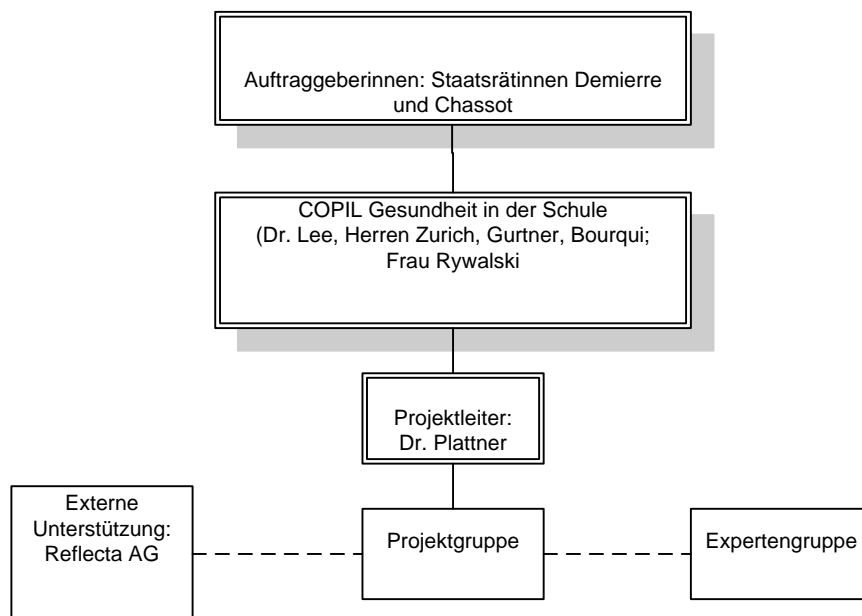 Auftraggeberinnen: Staatsrätinnen Demierre
und Chassot
COPIL Gesundheit in der Schule
(Dr. Lee, Herren Zurich, Gurtner, Bourqui;
Frau Rywalski
Projektleiter:
Dr. Plattner
Externe
Unterstützung:
Reflecta AG
Projektgruppe
Expertengruppe